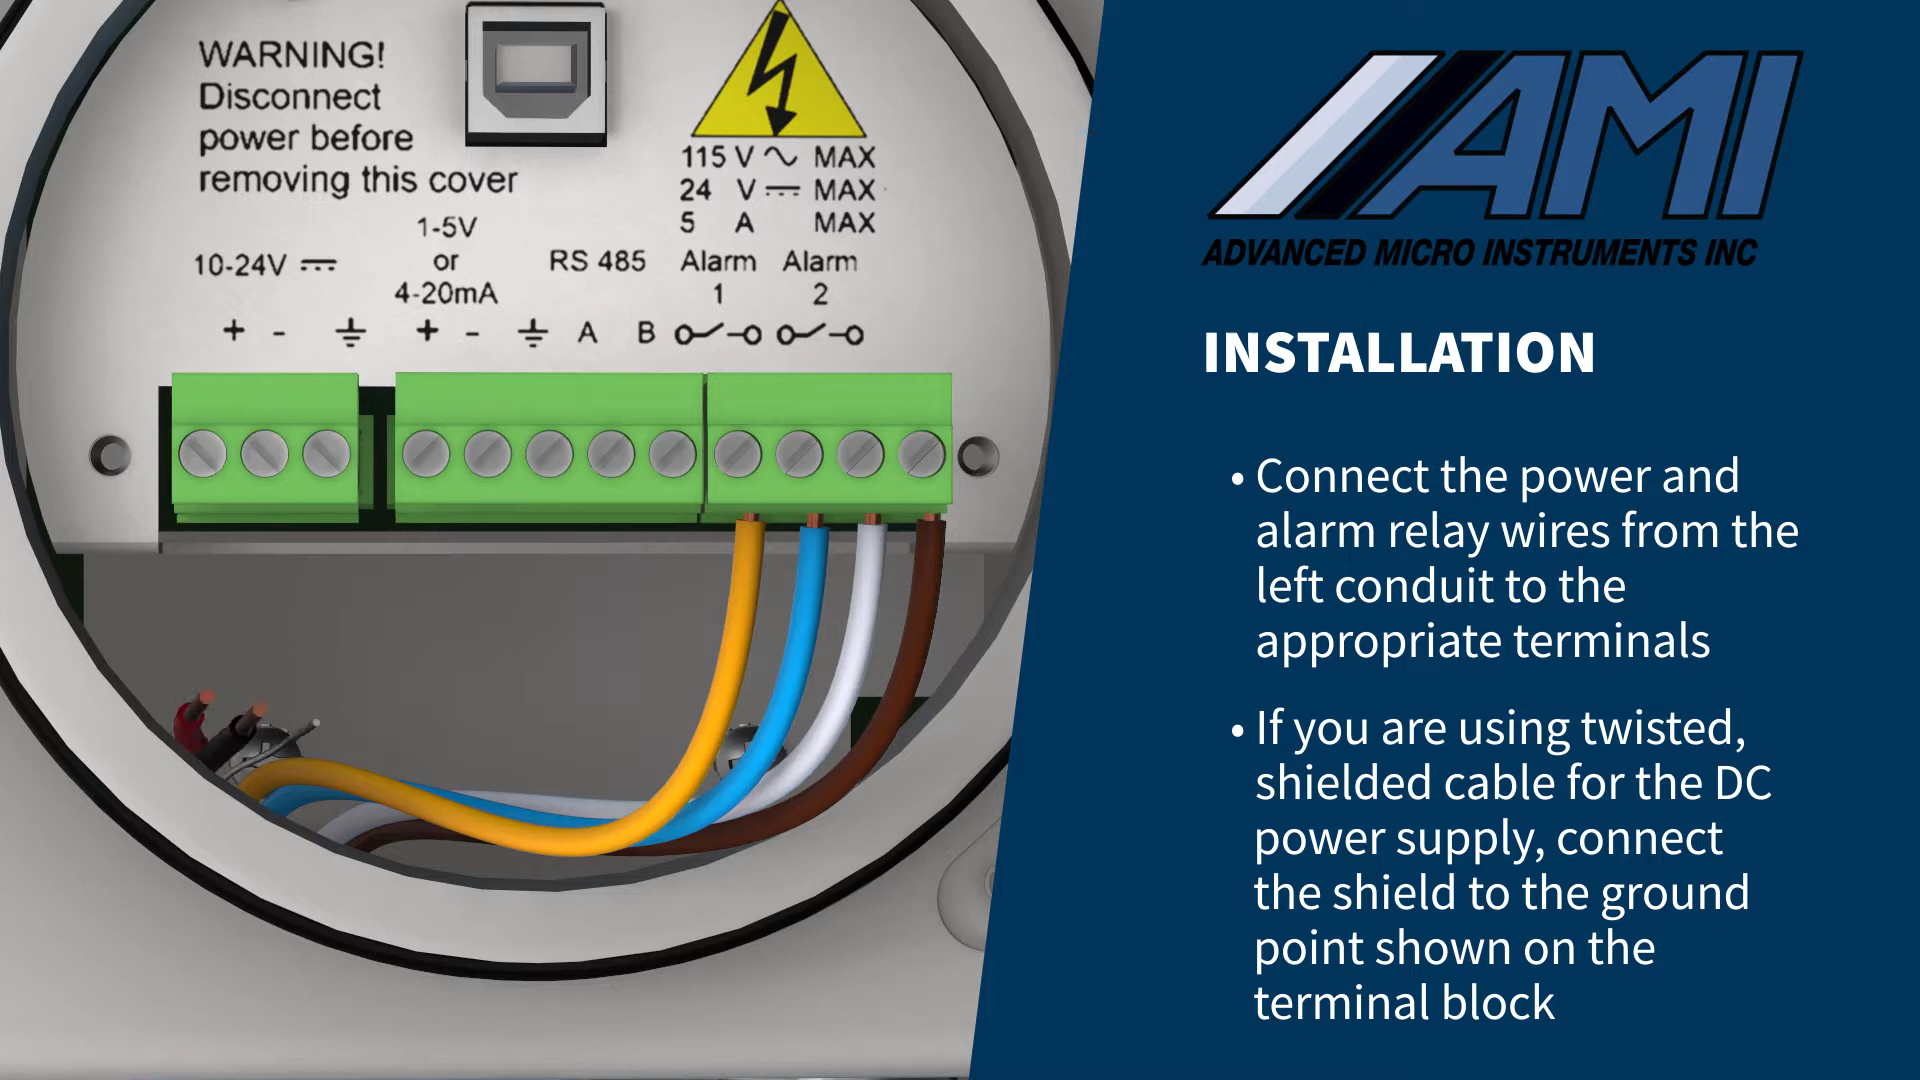 WARNING!
Disconnect
power before
removing this cover
115 V ∿ MAX
24 V ⎓ MAX
5 A MAX
10-24V ⎓
1-5V
or
4-20mA
RS 485
Alarm
1
Alarm
2
+ - ⏚ + - ⏚ A B
AMI
ADVANCED MICRO INSTRUMENTS INC
INSTALLATION
• Connect the power and
alarm relay wires from the
left conduit to the
appropriate terminals
• If you are using twisted,
shielded cable for the DC
power supply, connect
the shield to the ground
point shown on the
terminal block